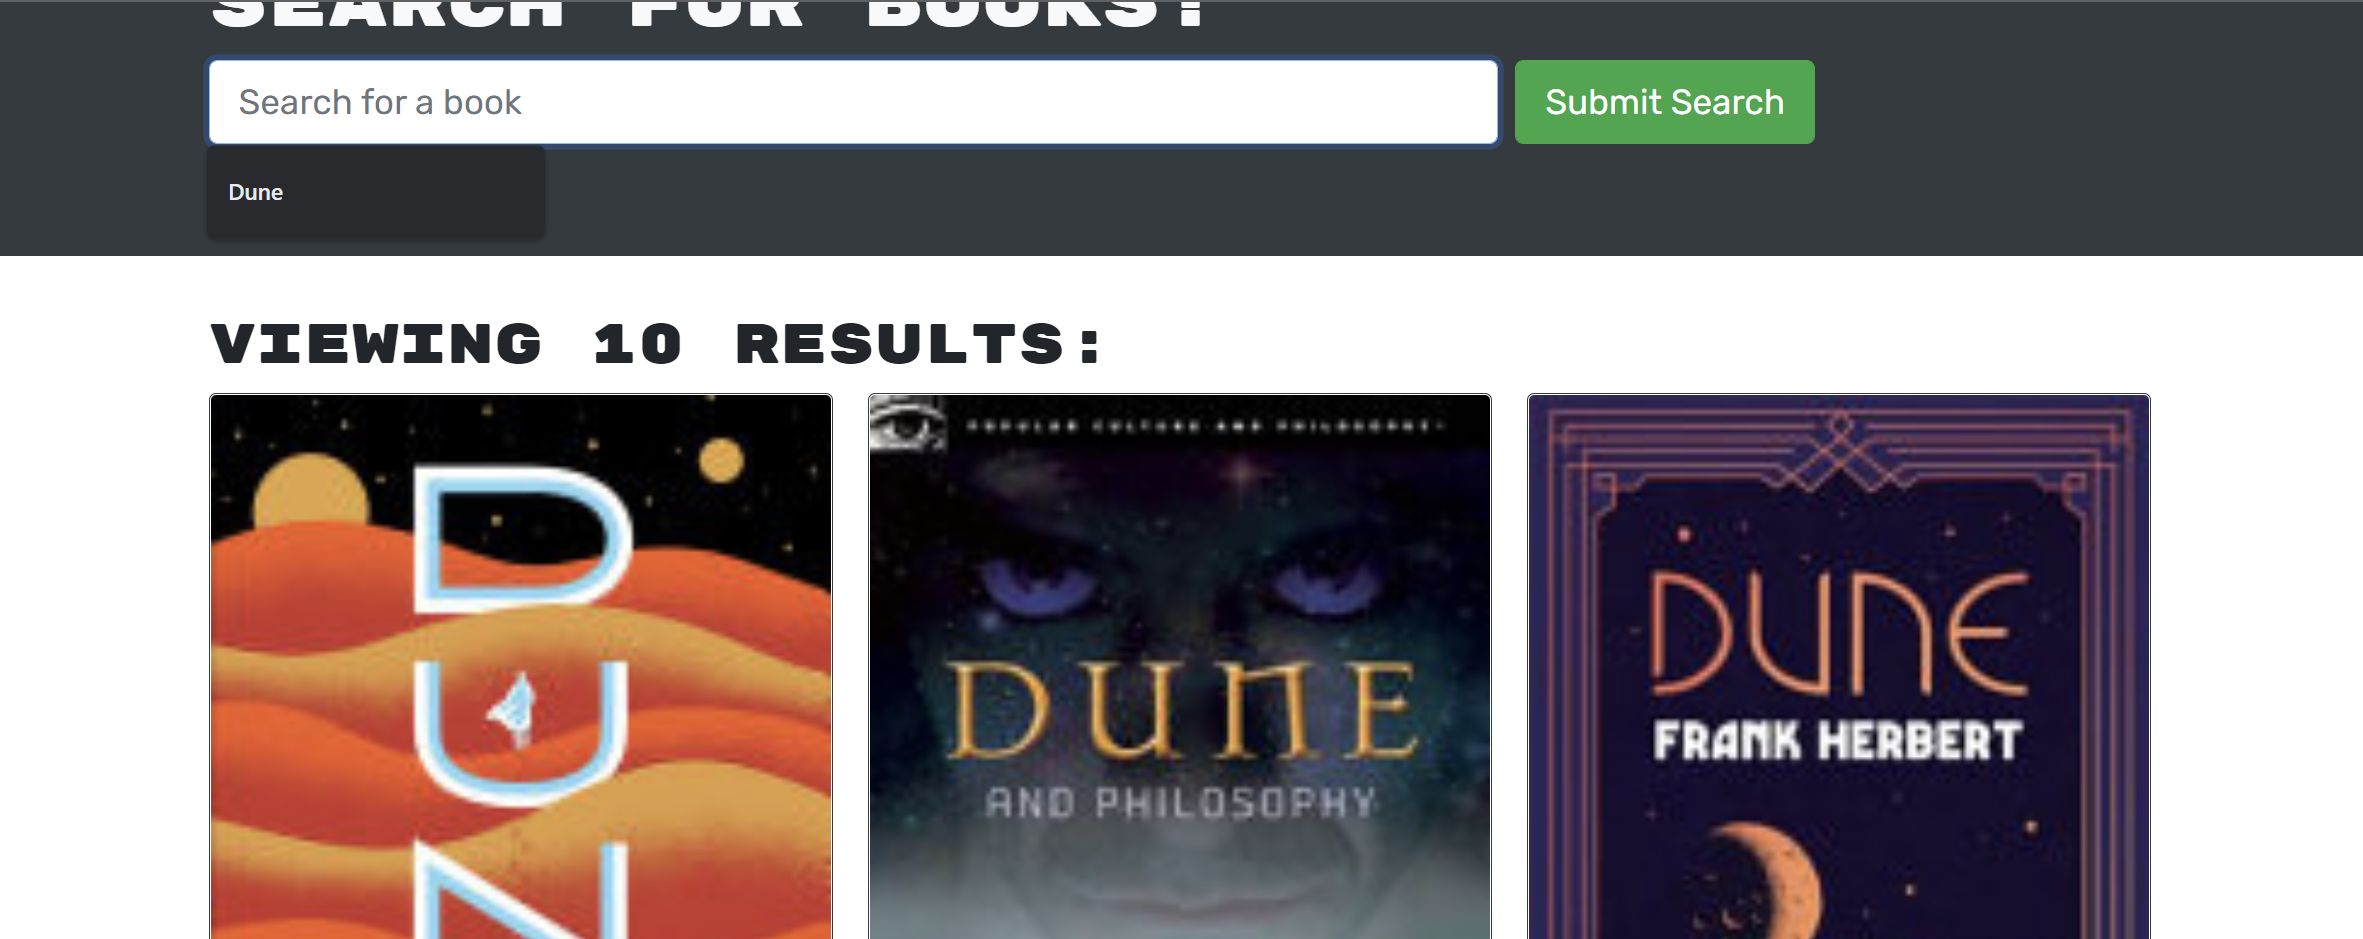 SEARCH FOR BOOKS!
Search for a book
Submit Search
Dune
VIEWING 10 RESULTS:
DUN
POPULAR CULTURE AND PHILOSOPHY
DUNE
AND PHILOSOPHY
DUNE
FRANK HERBERT